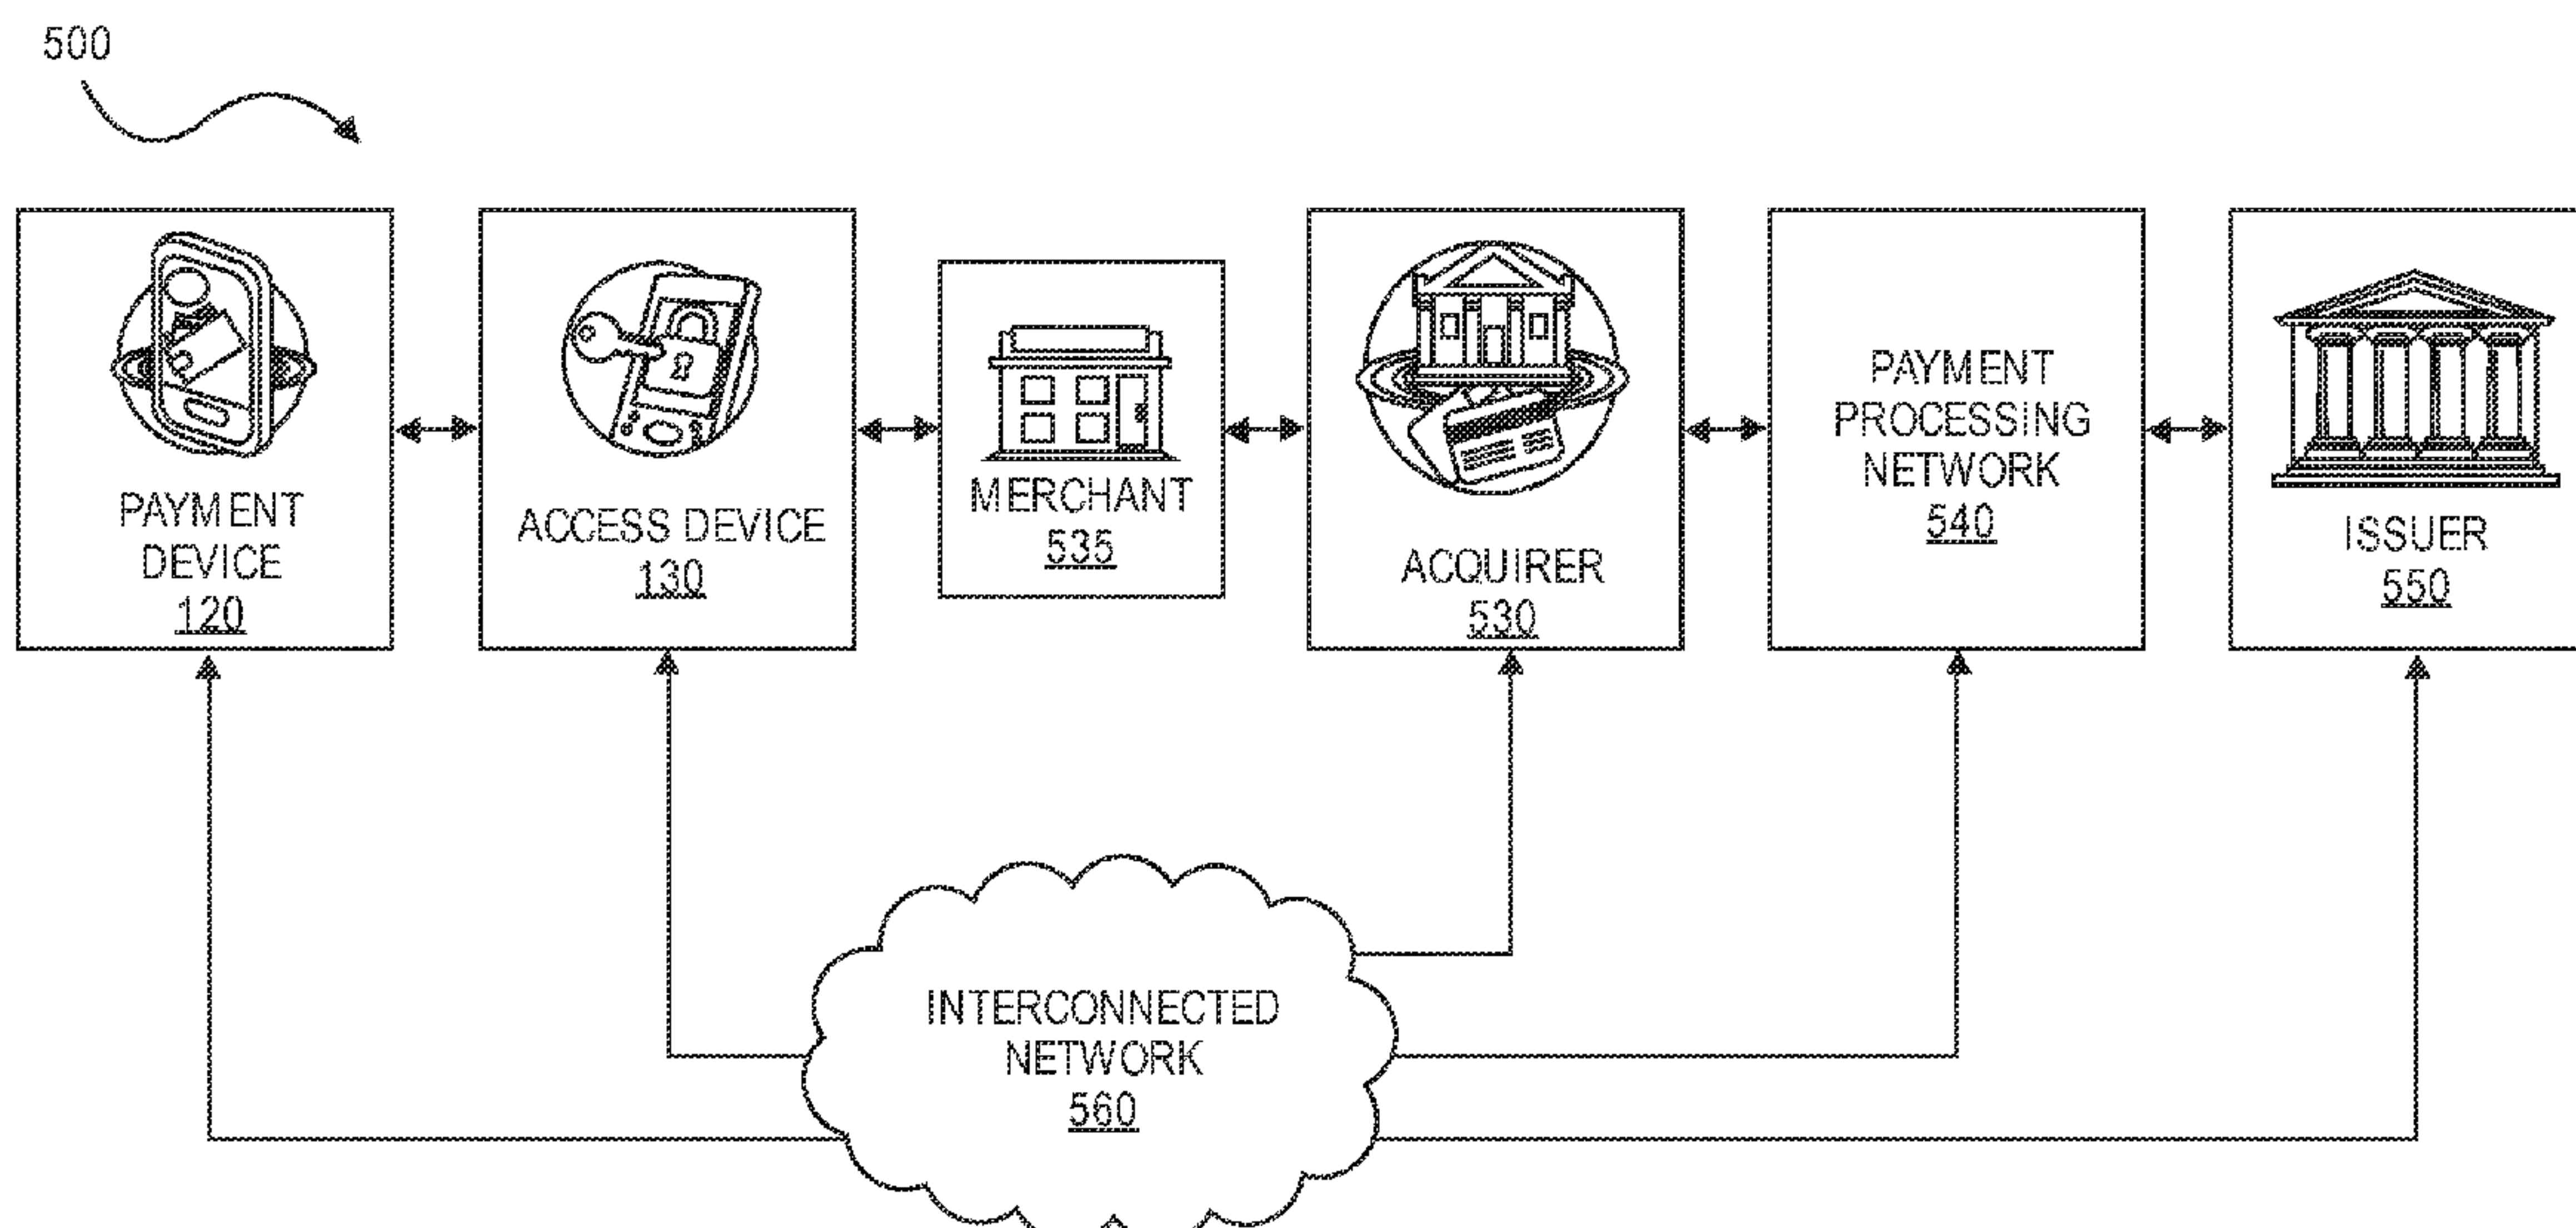 500
PAYMENT
DEVICE
120
ACCESS DEVICE
130
MERCHANT
535
ACQUIRER
530
PAYMENT
PROCESSING
NETWORK
540
ISSUER
550
INTERCONNECTED
NETWORK
560